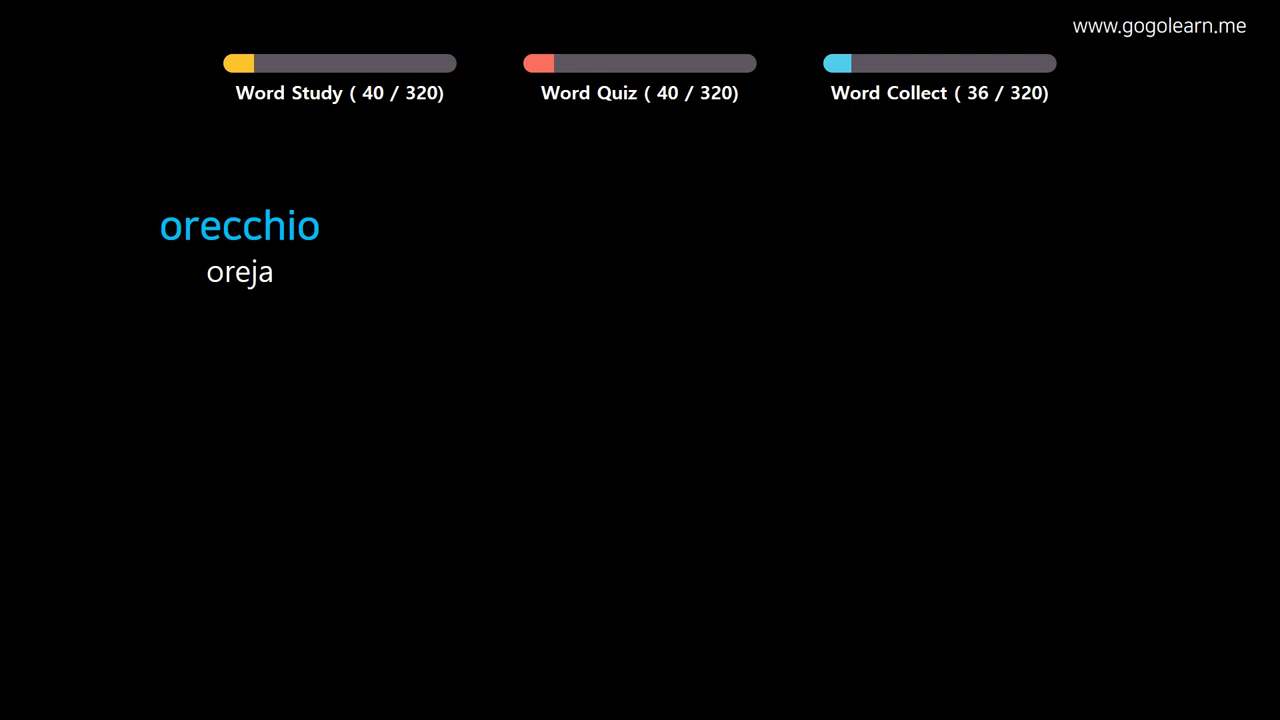 www.gogolearn.me
Word Study ( 40 / 320)
Word Quiz ( 40 / 320)
Word Collect ( 36 / 320)
orecchio
oreja